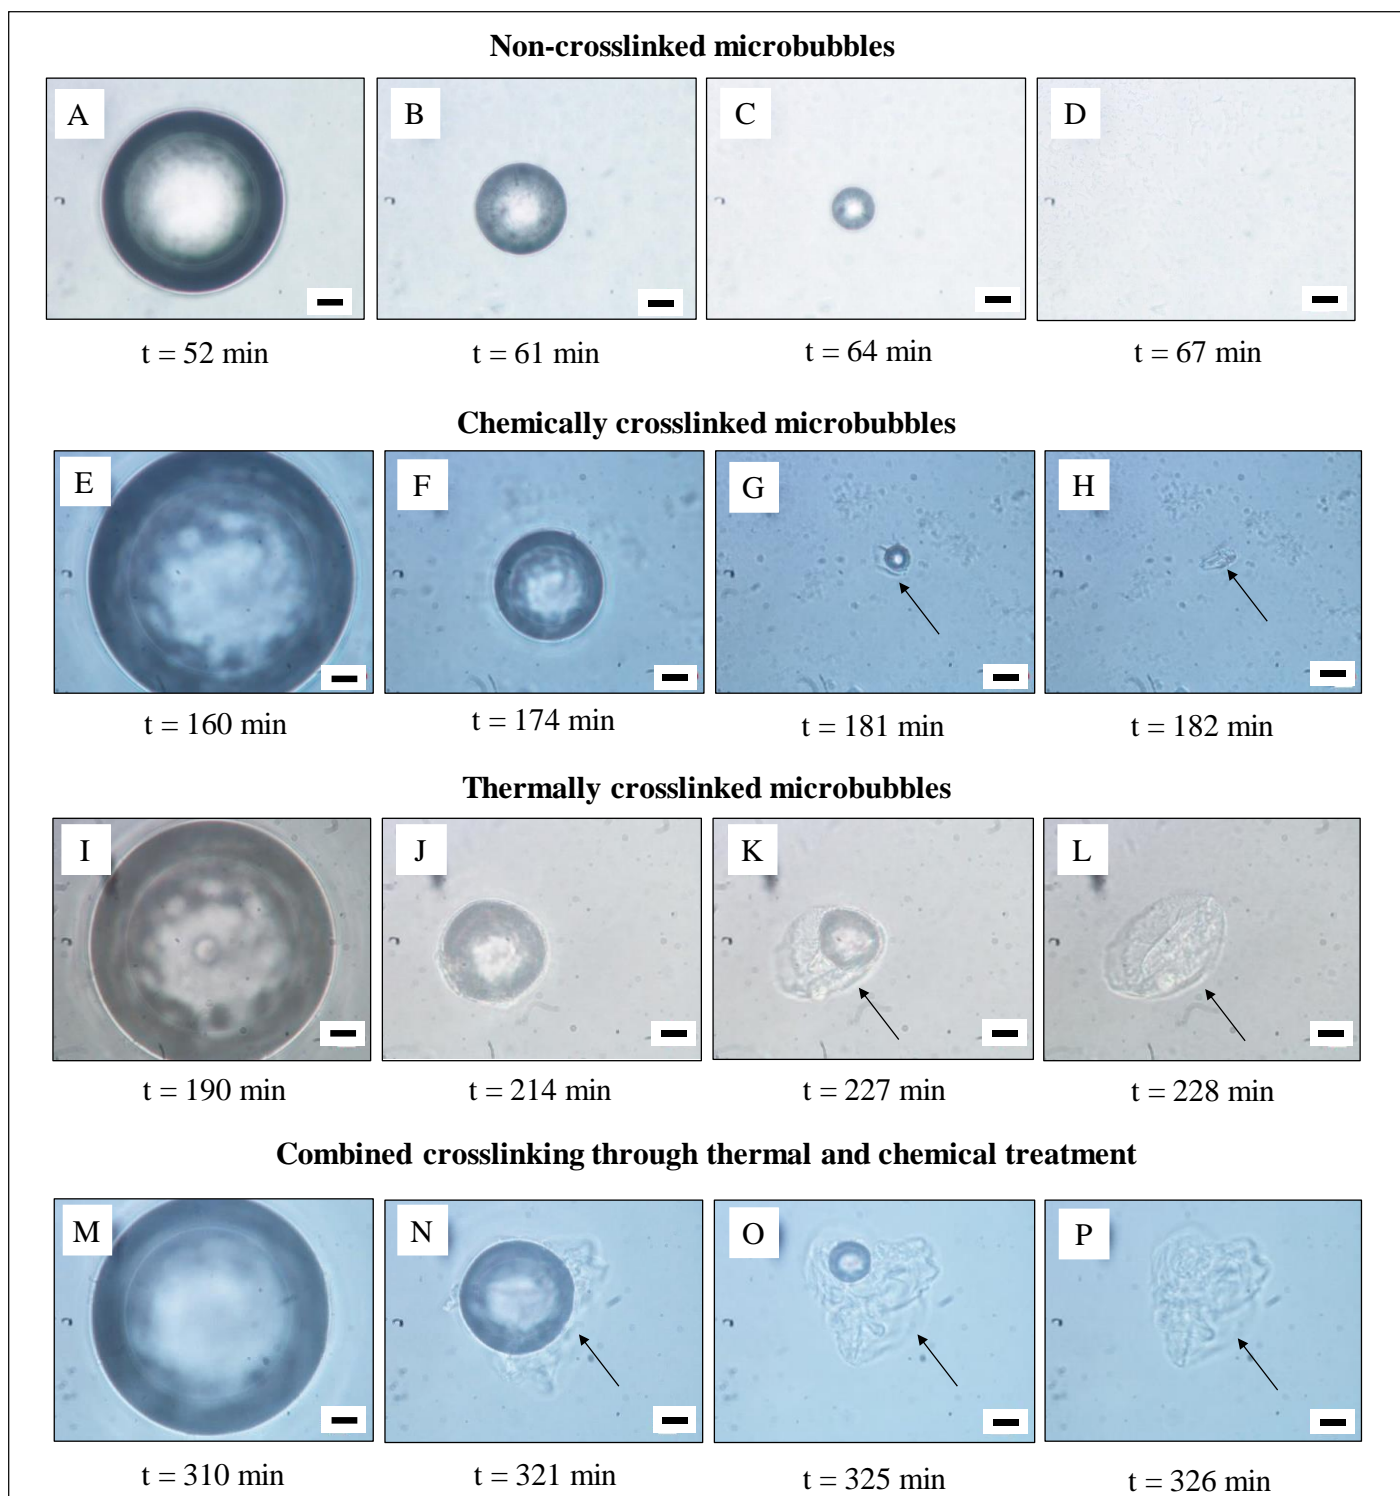 Non-crosslinked microbubbles
A B C D
t = 52 min t = 61 min t = 64 min t = 67 min
Chemically crosslinked microbubbles
E F G H
t = 160 min t = 174 min t = 181 min t = 182 min
Thermally crosslinked microbubbles
I J K L
t = 190 min t = 214 min t = 227 min t = 228 min
Combined crosslinking through thermal and chemical treatment
M N O P
t = 310 min t = 321 min t = 325 min t = 326 min